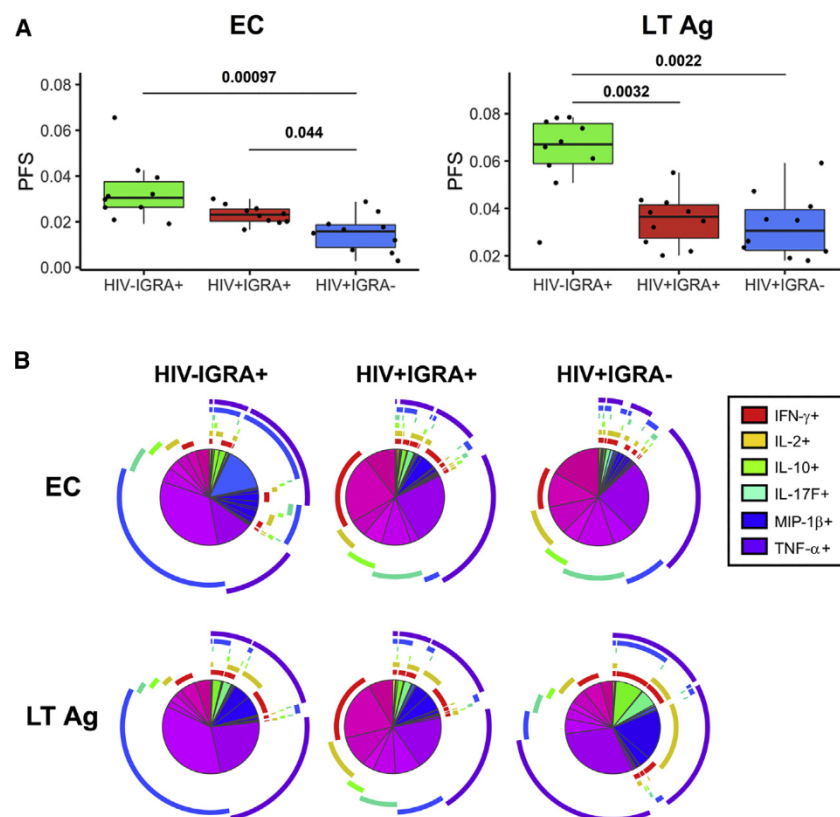 A
EC
LT Ag
0.00097
0.044
0.08
0.06
0.04
0.02
0.00
PFS
HIV-IGRA+
HIV+IGRA+
HIV+IGRA-
0.0022
0.0032
0.08
0.06
0.04
0.02
PFS
HIV-IGRA+
HIV+IGRA+
HIV+IGRA-
B
HIV-IGRA+
HIV+IGRA+
HIV+IGRA-
EC
LT Ag
IFN-γ+
IL-2+
IL-10+
IL-17F+
MIP-1β+
TNF-α+